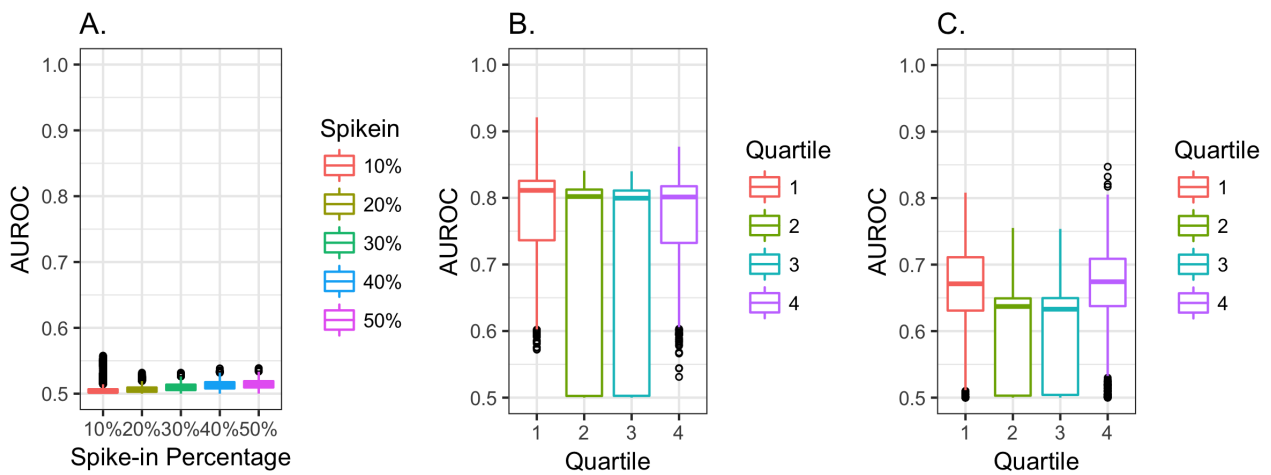 A.
AUROC
1.0
0.9
0.8
0.7
0.6
0.5
10% 20% 30% 40% 50%
Spike-in Percentage
Spikein
10%
20%
30%
40%
50%
B.
AUROC
1.0
0.9
0.8
0.7
0.6
0.5
1 2 3 4
Quartile
Quartile
1
2
3
4
C.
AUROC
1.0
0.9
0.8
0.7
0.6
0.5
1 2 3 4
Quartile
Quartile
1
2
3
4